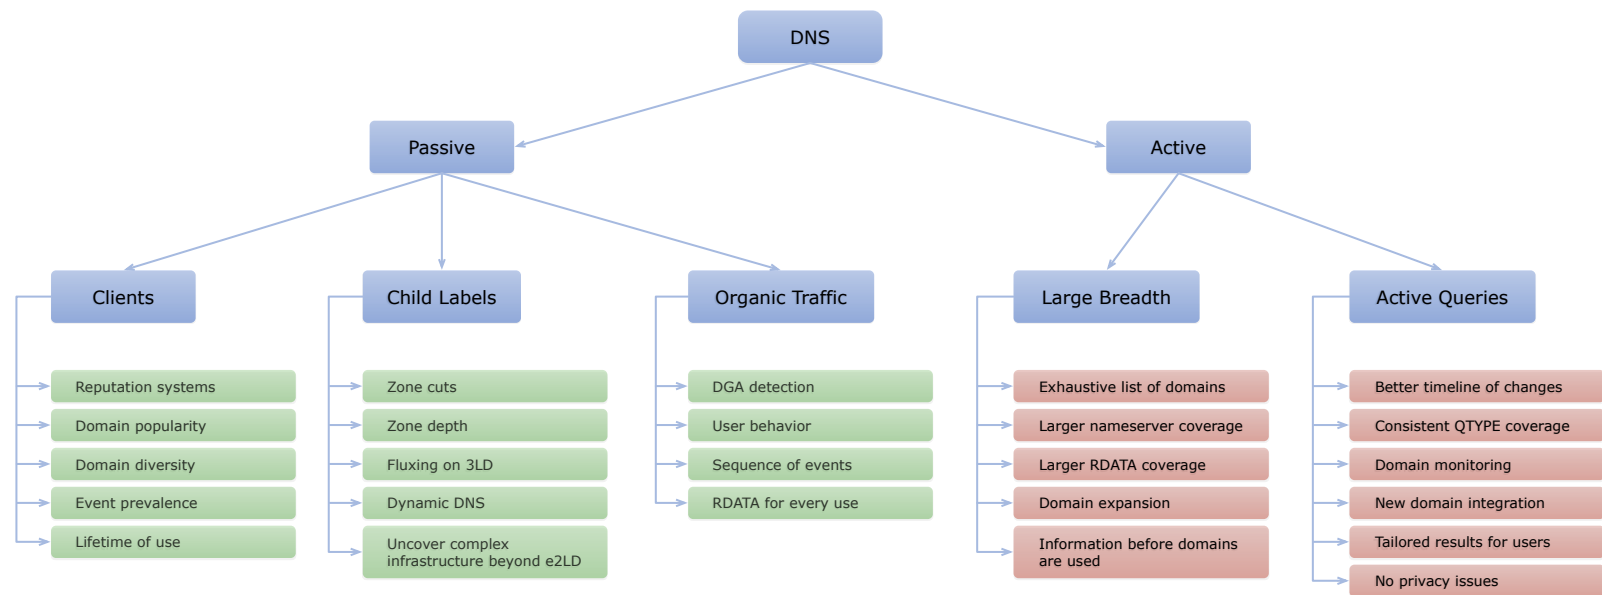 DNS
Passive
Active
Clients
Child Labels
Organic Traffic
Large Breadth
Active Queries
Reputation systems
Domain popularity
Domain diversity
Event prevalence
Lifetime of use
Zone cuts
Zone depth
Fluxing on 3LD
Dynamic DNS
Uncover complex
infrastructure beyond e2LD
DGA detection
User behavior
Sequence of events
RDATA for every use
Exhaustive list of domains
Larger nameserver coverage
Larger RDATA coverage
Domain expansion
Information before domains
are used
Better timeline of changes
Consistent QTYPE coverage
Domain monitoring
New domain integration
Tailored results for users
No privacy issues